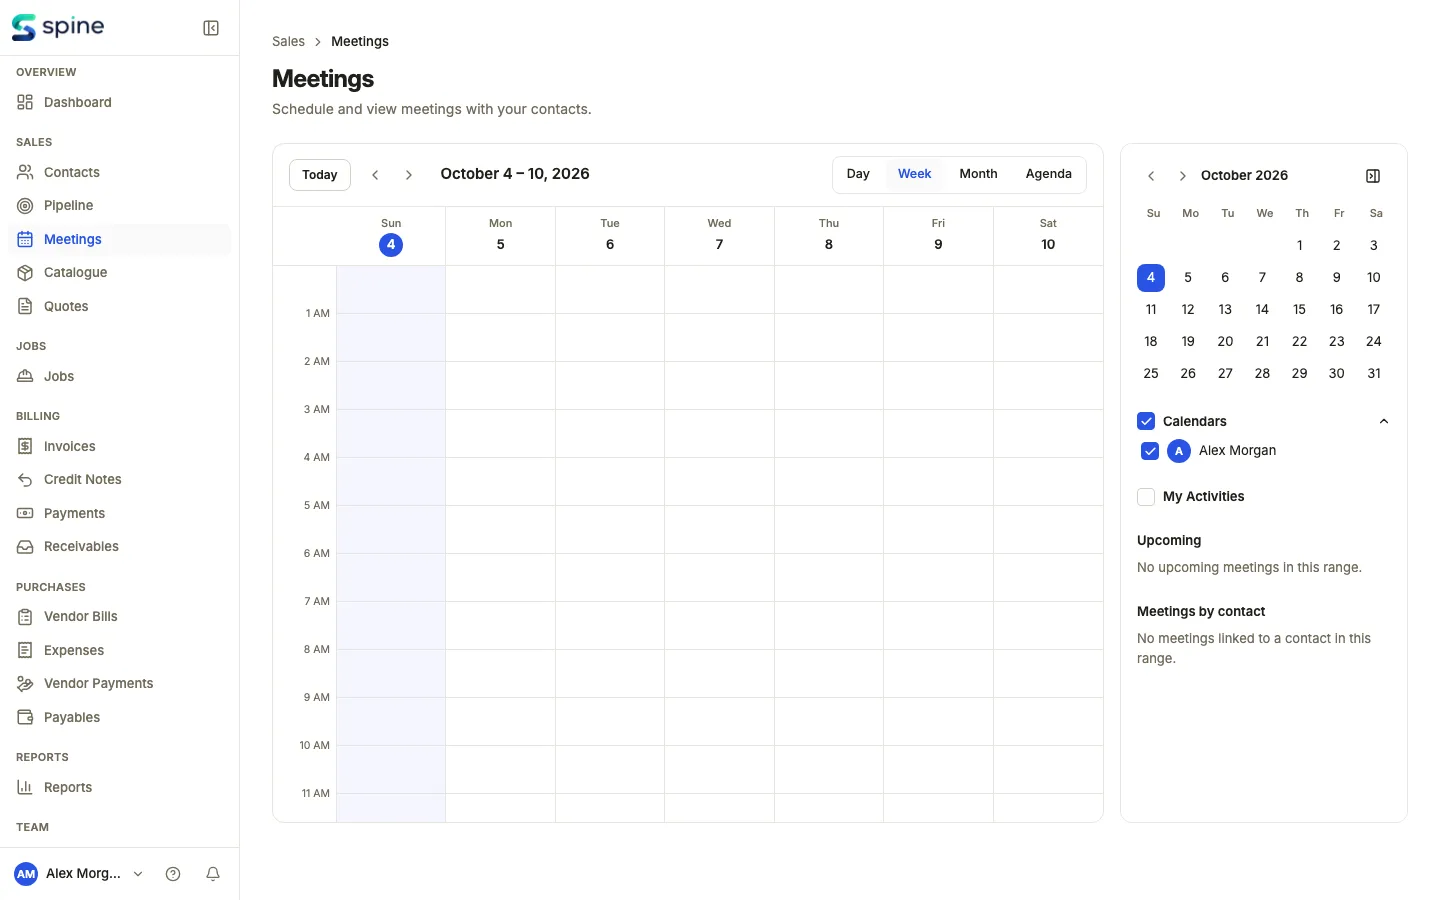 spine
OVERVIEW
Dashboard
SALES
Contacts
Pipeline
Meetings
Catalogue
Quotes
JOBS
Jobs
BILLING
Invoices
Credit Notes
Payments
Receivables
PURCHASES
Vendor Bills
Expenses
Vendor Payments
Payables
REPORTS
Reports
TEAM
AM Alex Morg...
Sales > Meetings
Meetings
Schedule and view meetings with your contacts.
Today < > October 4 – 10, 2026 Day Week Month Agenda
Sun Mon Tue Wed Thu Fri Sat
4 5 6 7 8 9 10
1 AM
2 AM
3 AM
4 AM
5 AM
6 AM
7 AM
8 AM
9 AM
10 AM
11 AM
October 2026
Su Mo Tu We Th Fr Sa
1 2 3
4 5 6 7 8 9 10
11 12 13 14 15 16 17
18 19 20 21 22 23 24
25 26 27 28 29 30 31
Calendars
A Alex Morgan
My Activities
Upcoming
No upcoming meetings in this range.
Meetings by contact
No meetings linked to a contact in this
range.